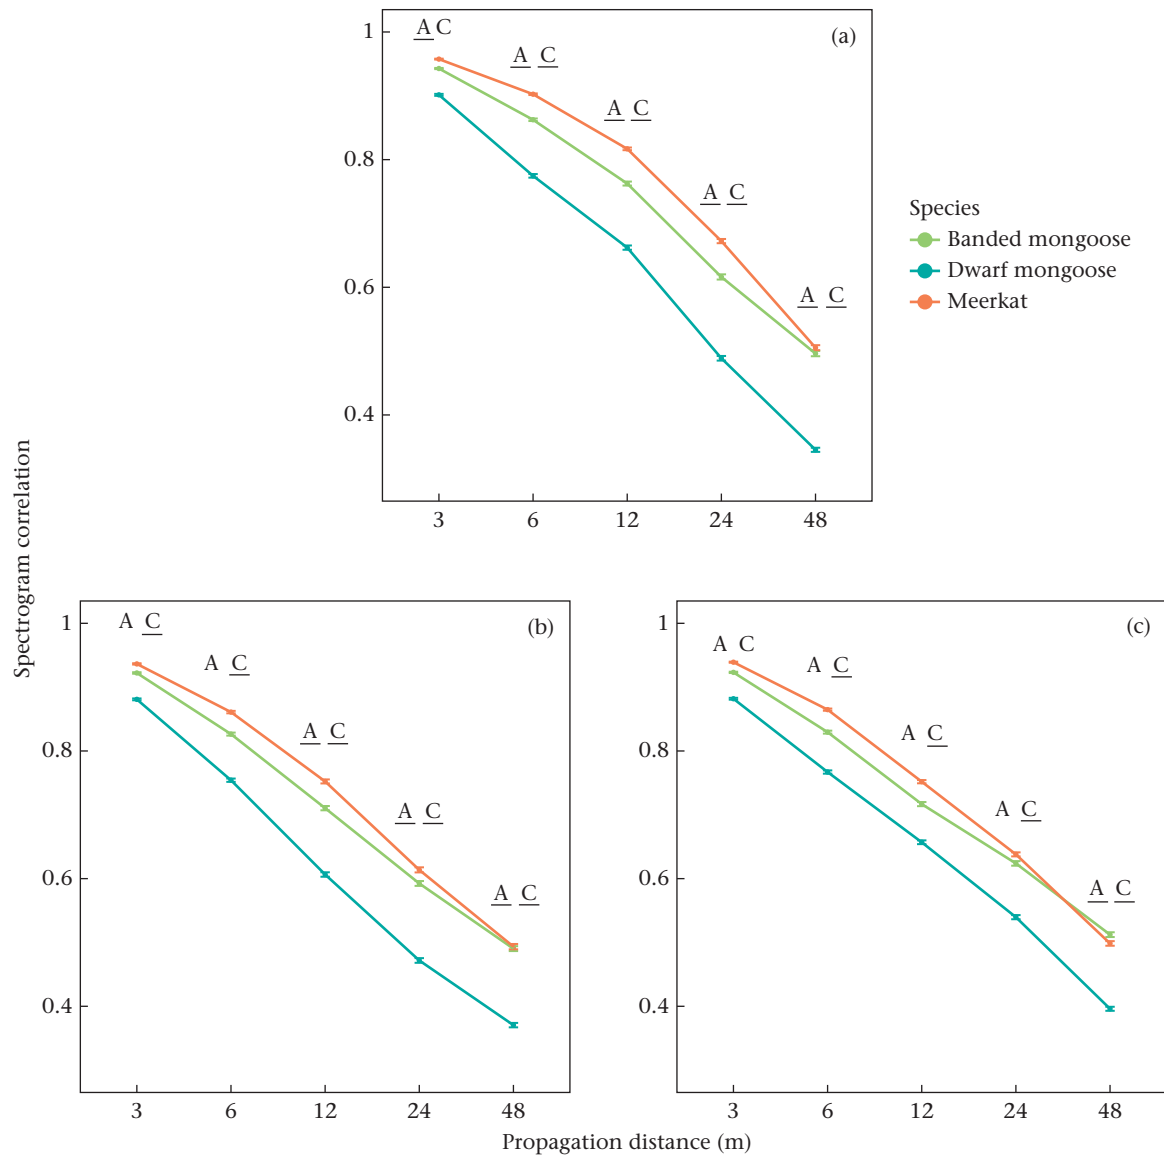 1
A C
(a)
A C
A C
0.8
A C
0.6
A C
0.4
3 6 12 24 48
Species
Banded mongoose
Dwarf mongoose
Meerkat
Spectrogram correlation
1
A C
(b)
A C
0.8
A C
A C
0.6
A C
0.4
3 6 12 24 48
1
A C
(c)
A C
0.8
A C
A C
0.6
A C
0.4
3 6 12 24 48
Propagation distance (m)